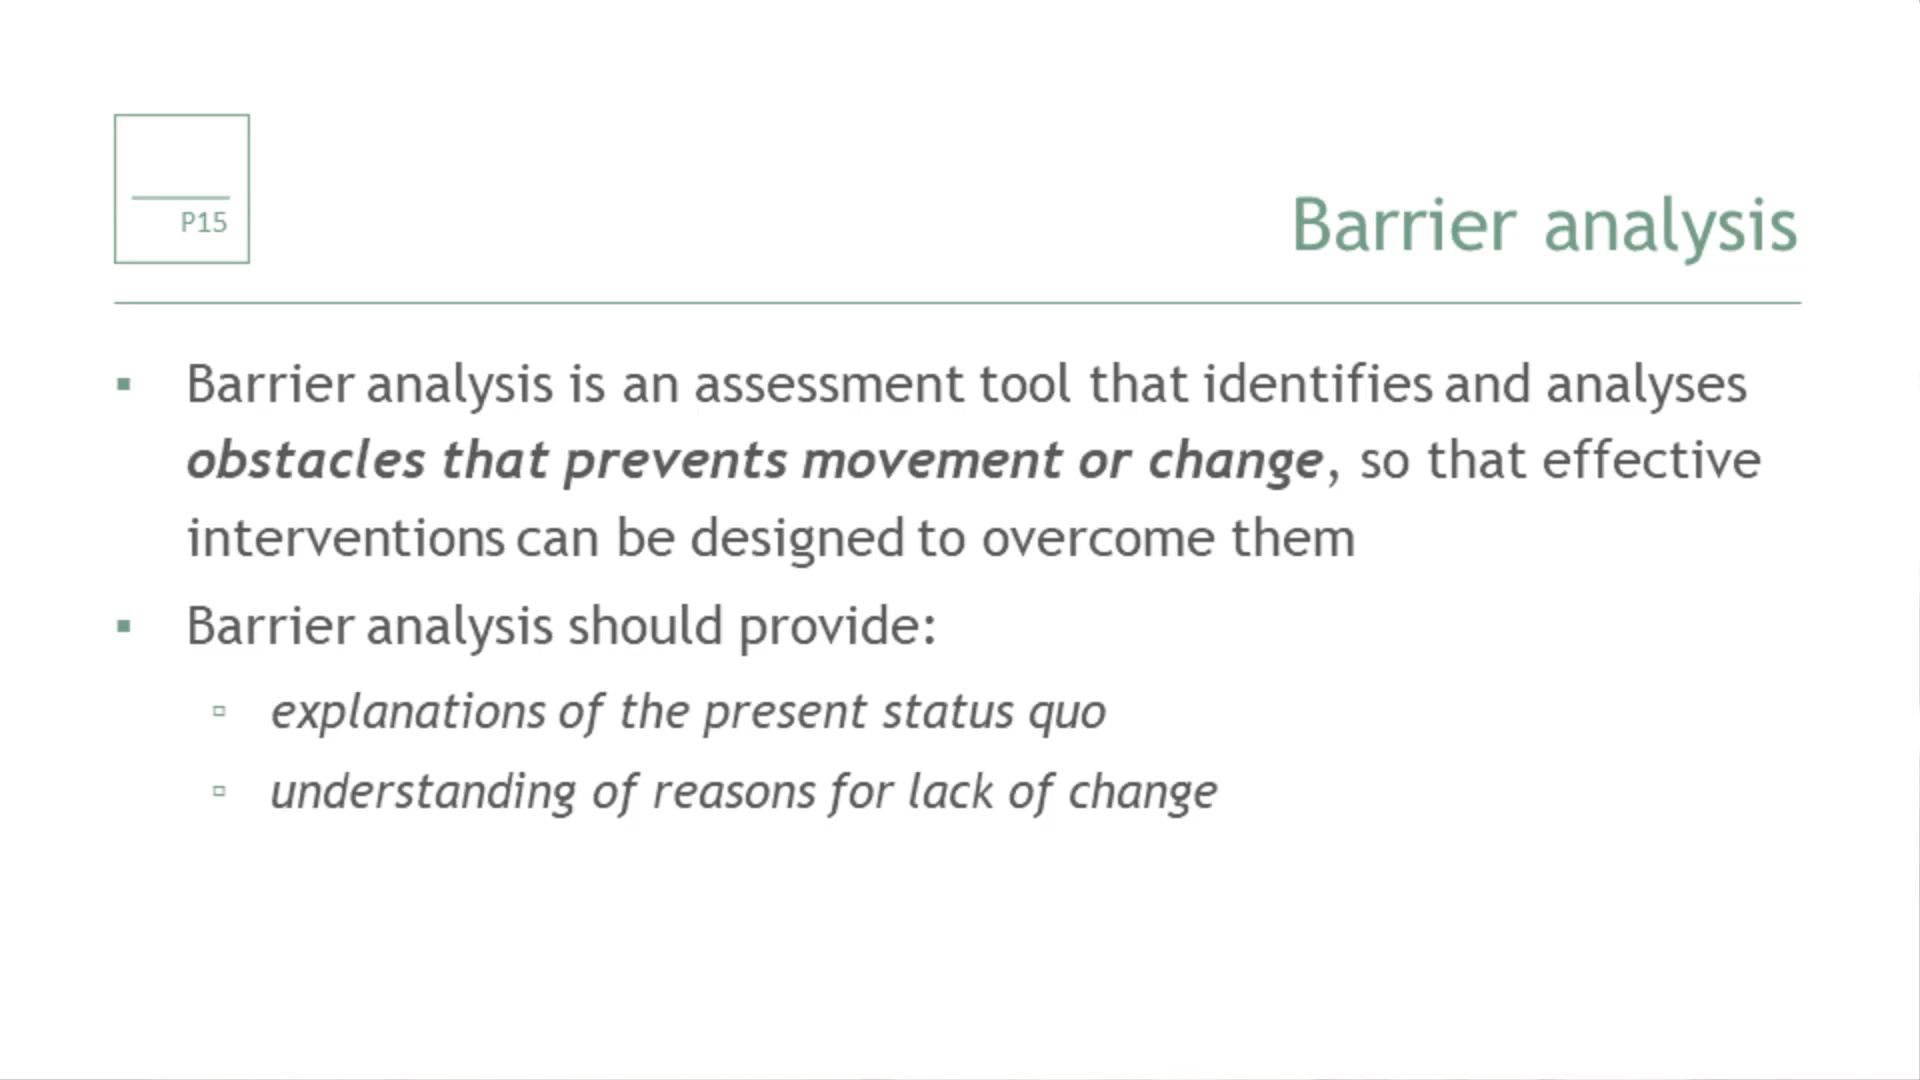 P15
Barrier analysis
▪ Barrier analysis is an assessment tool that identifies and analyses
obstacles that prevents movement or change, so that effective
interventions can be designed to overcome them
▪ Barrier analysis should provide:
▫ explanations of the present status quo
▫ understanding of reasons for lack of change